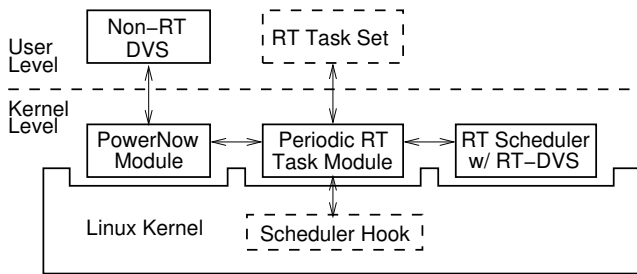 Non−RT
DVS
RT Task Set
User
Level
Kernel
Level
PowerNow
Module
Periodic RT
Task Module
RT Scheduler
w/ RT−DVS
Linux Kernel
Scheduler Hook